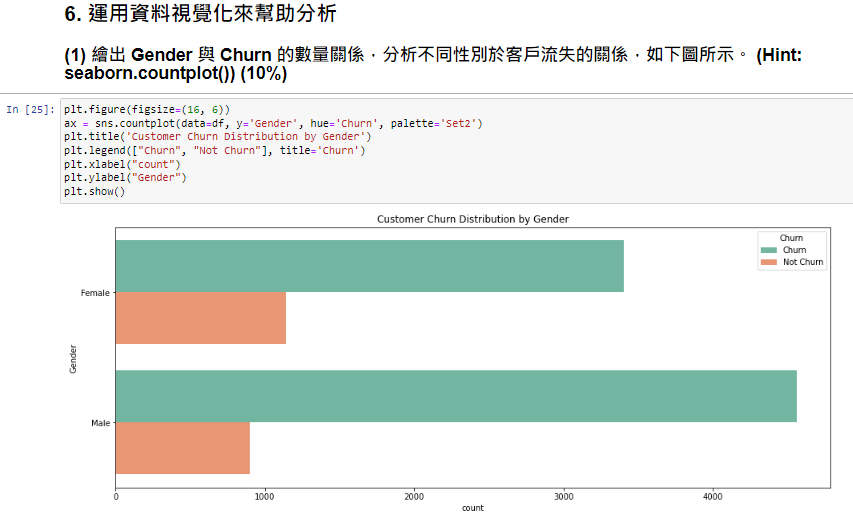 6. 運用資料視覺化來幫助分析
(1) 繪出 Gender 與 Churn 的數量關係，分析不同性別於客戶流失的關係，如下圖所示。 (Hint:
seaborn.countplot()) (10%)
In [25]:
plt.figure(figsize=(16, 6))
ax = sns.countplot(data=df, y='Gender', hue='Churn', palette='Set2')
plt.title('Customer Churn Distribution by Gender')
plt.legend(["Churn", "Not Churn"], title='Churn')
plt.xlabel("count")
plt.ylabel("Gender")
plt.show()
Customer Churn Distribution by Gender
Churn
Churn
Not Churn
Female
Gender
Male
0 1000 2000 3000 4000
count